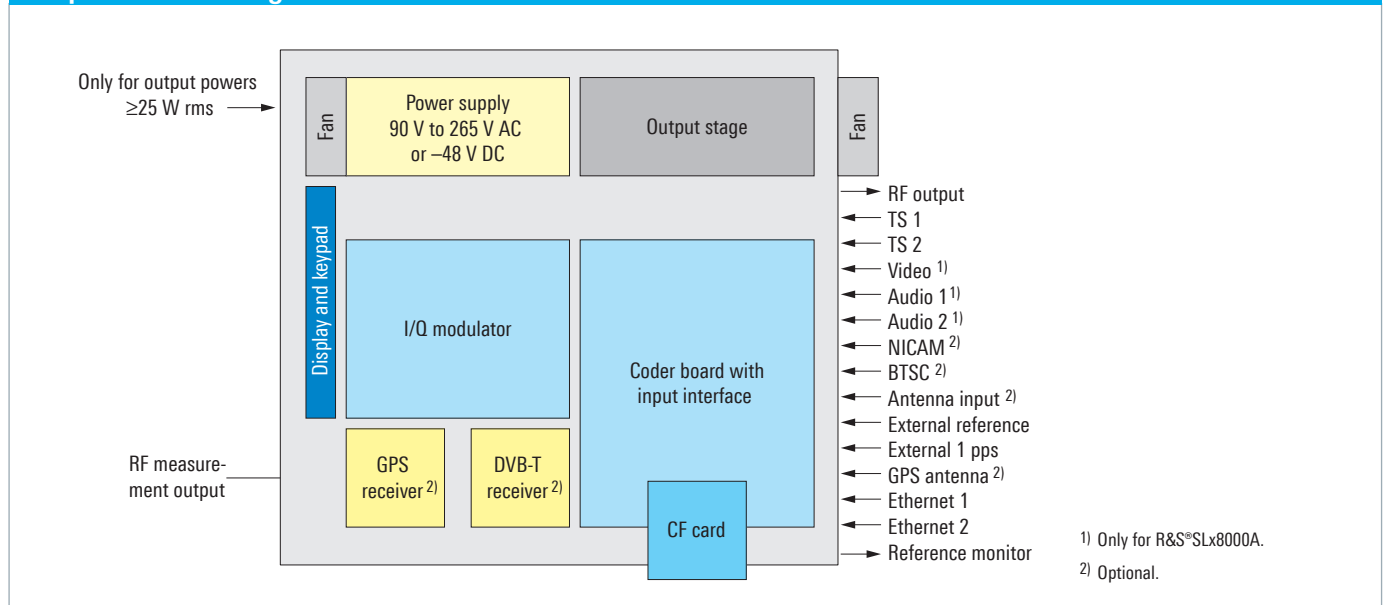 Only for output powers
≥25 W rms
Fan
Power supply
90 V to 265 V AC
or –48 V DC
Output stage
Fan
Display and keypad
I/Q modulator
Coder board with
input interface
GPS
receiver 2)
DVB-T
receiver 2)
CF card
RF measure-
ment output
RF output
TS 1
TS 2
Video 1)
Audio 1 1)
Audio 2 1)
NICAM 2)
BTSC 2)
Antenna input 2)
External reference
External 1 pps
GPS antenna 2)
Ethernet 1
Ethernet 2
Reference monitor
1) Only for R&S®SLx8000A.
2) Optional.